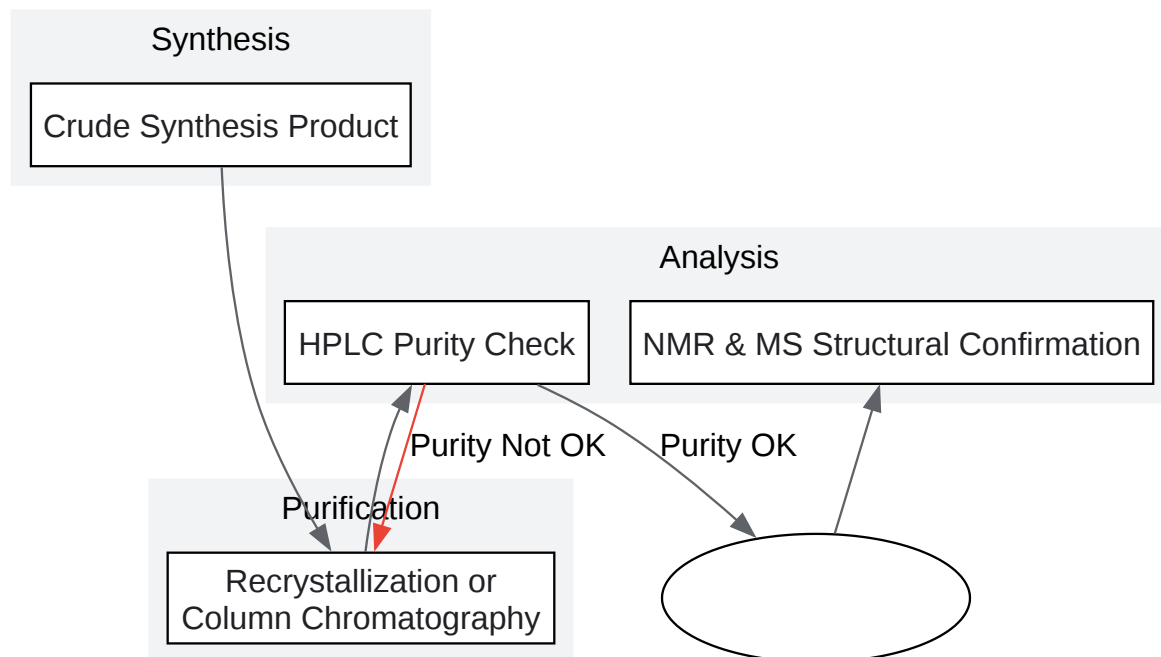 Synthesis
Crude Synthesis Product
Analysis
HPLC Purity Check
NMR & MS Structural Confirmation
Purity Not OK
Purity OK
Purification
Recrystallization or
Column Chromatography